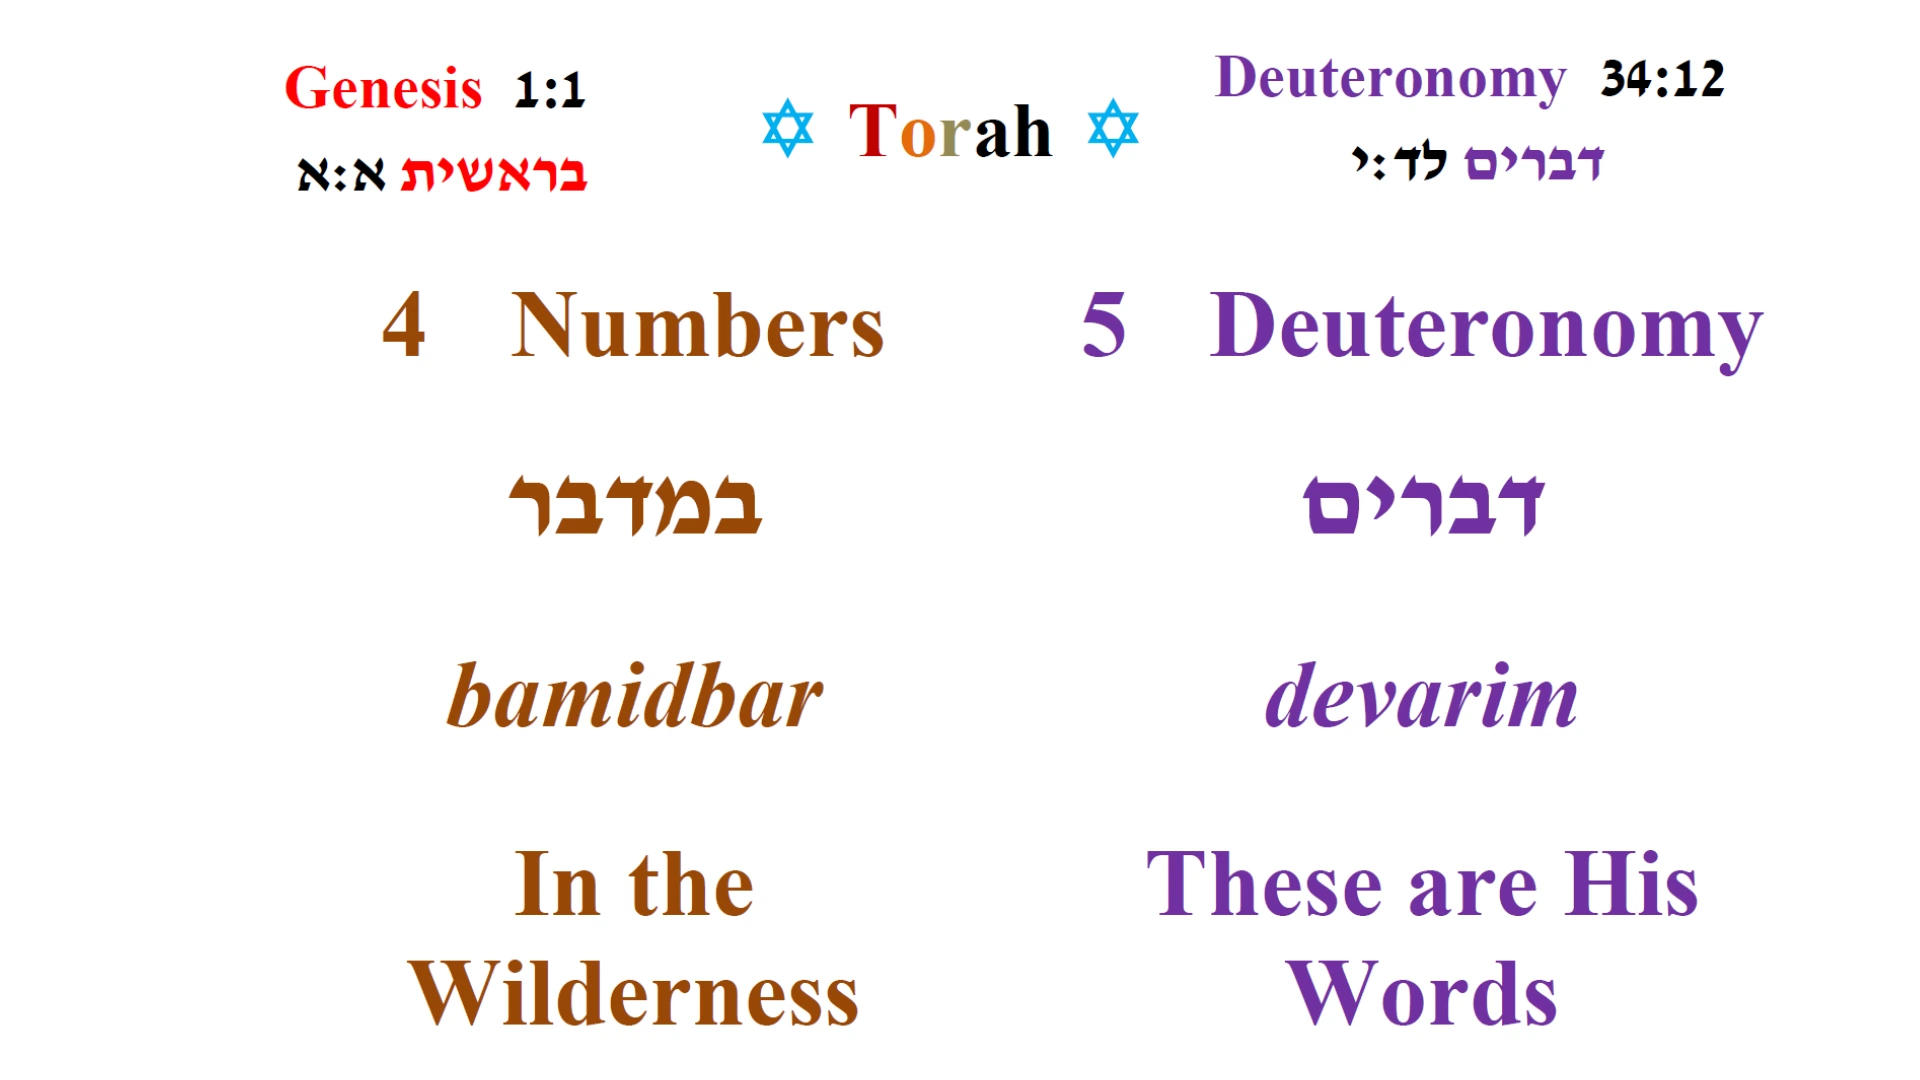 Genesis 1:1
בראשית א:א
✡ Torah ✡
Deuteronomy 34:12
דברים לד:י
4 Numbers
במדבר
bamidbar
In the
Wilderness
5 Deuteronomy
דברים
devarim
These are His
Words